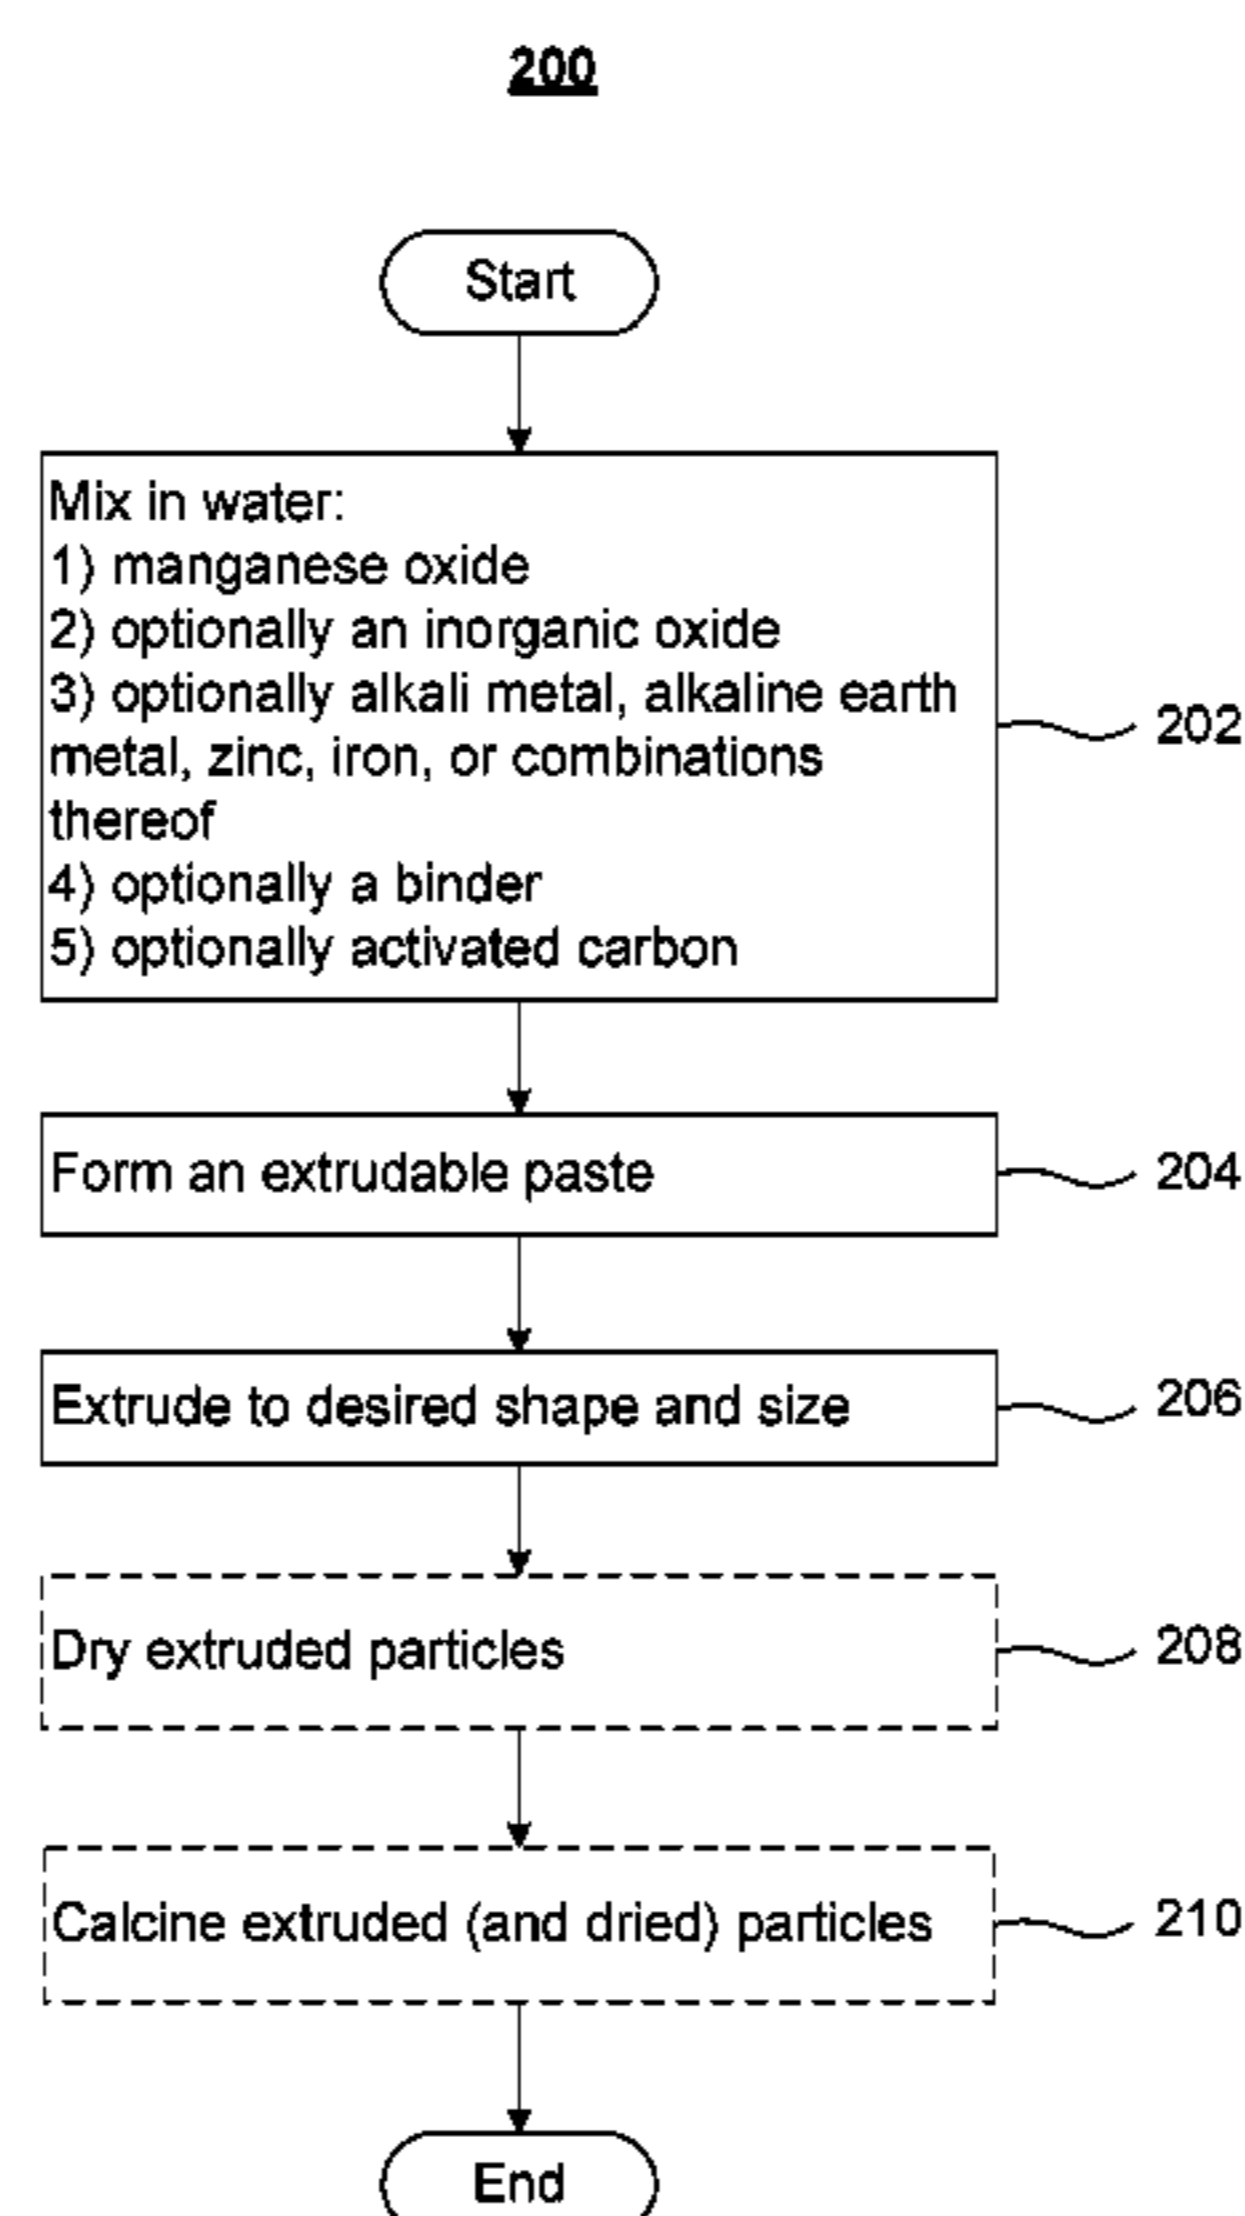 200
Start
Mix in water:
1) manganese oxide
2) optionally an inorganic oxide
3) optionally alkali metal, alkaline earth
metal, zinc, iron, or combinations
thereof
4) optionally a binder
5) optionally activated carbon
202
Form an extrudable paste
204
Extrude to desired shape and size
206
Dry extruded particles
208
Calcine extruded (and dried) particles
210
End